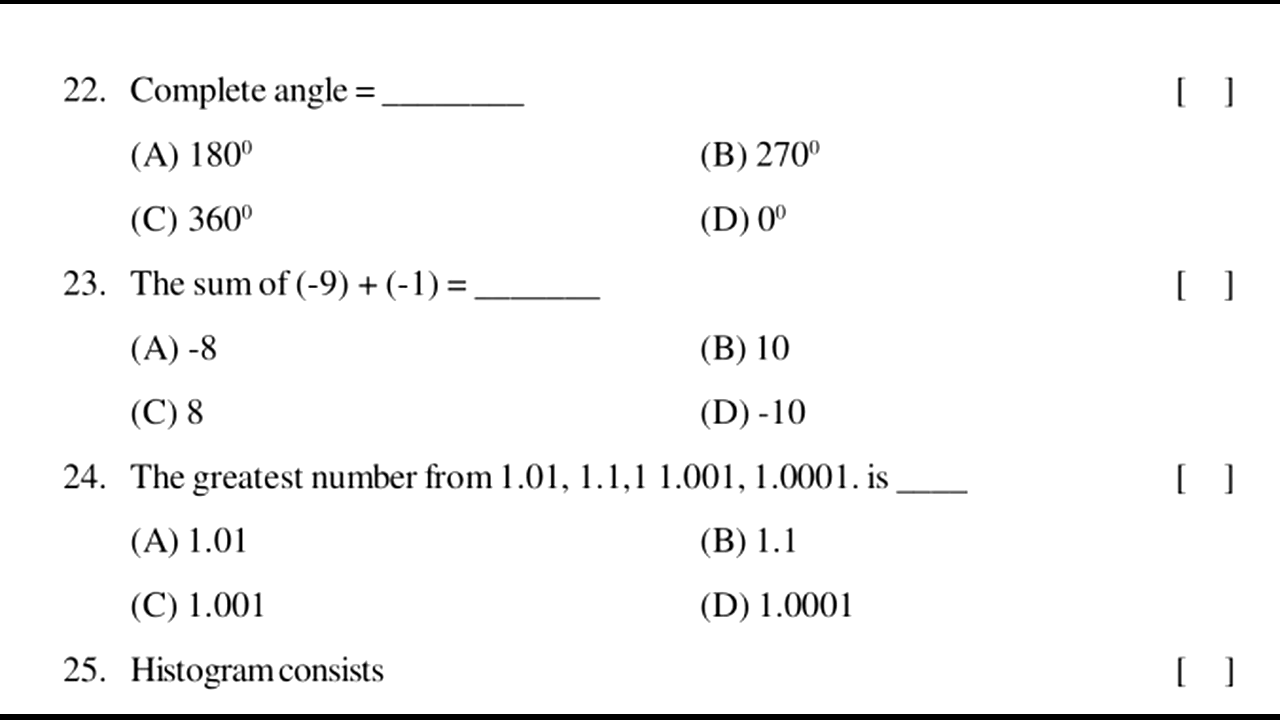 22. Complete angle = ________ [ ]
(A) 180⁰ (B) 270⁰
(C) 360⁰ (D) 0⁰
23. The sum of (-9) + (-1) = _______ [ ]
(A) -8 (B) 10
(C) 8 (D) -10
24. The greatest number from 1.01, 1.1,1 1.001, 1.0001. is ____ [ ]
(A) 1.01 (B) 1.1
(C) 1.001 (D) 1.0001
25. Histogram consists [ ]